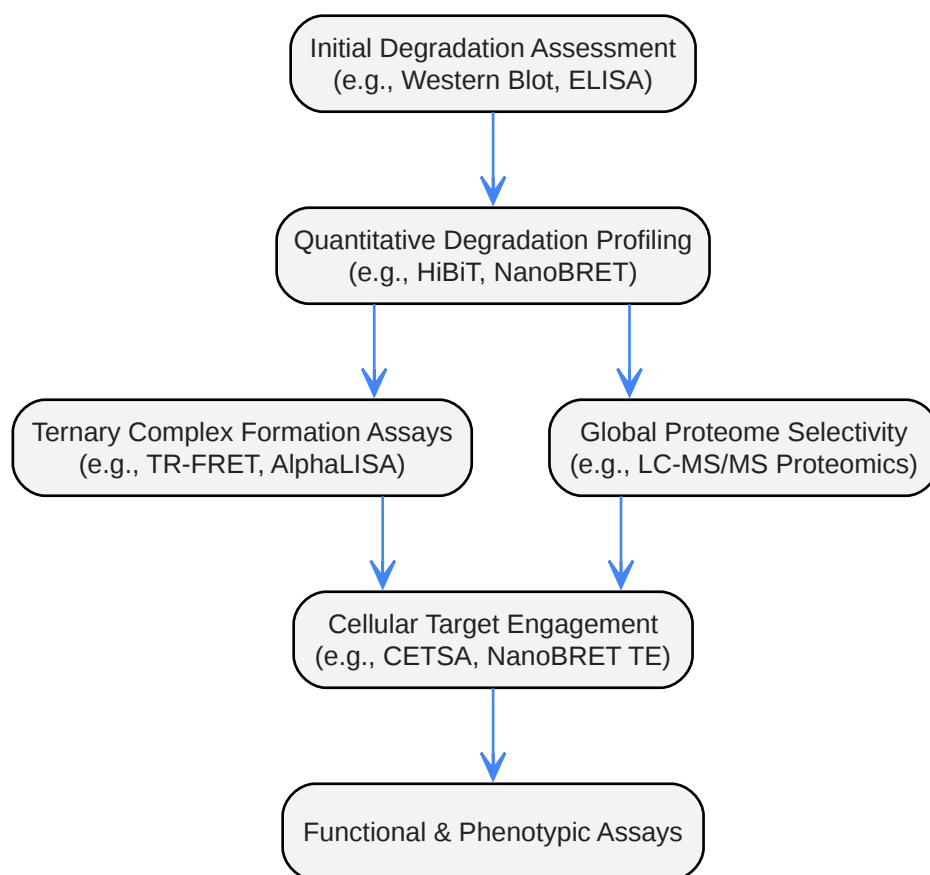 Initial Degradation Assessment
(e.g., Western Blot, ELISA)
Quantitative Degradation Profiling
(e.g., HiBiT, NanoBRET)
Ternary Complex Formation Assays
(e.g., TR-FRET, AlphaLISA)
Global Proteome Selectivity
(e.g., LC-MS/MS Proteomics)
Cellular Target Engagement
(e.g., CETSA, NanoBRET TE)
Functional & Phenotypic Assays